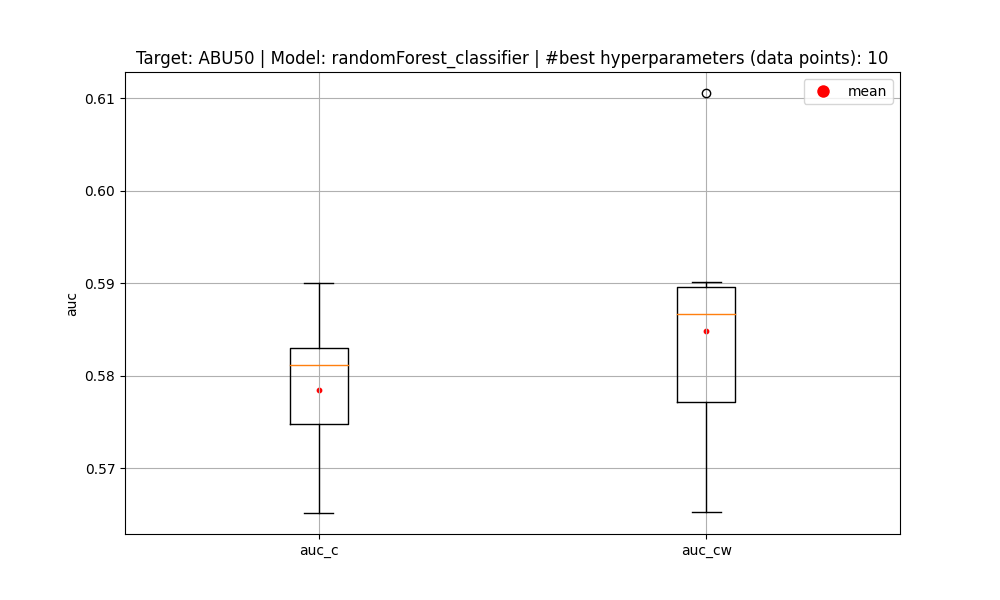 Target: ABU50 | Model: randomForest_classifier | #best hyperparameters (data points): 10
mean
0.61
0.60
0.59
0.58
0.57
auc
auc_c
auc_cw